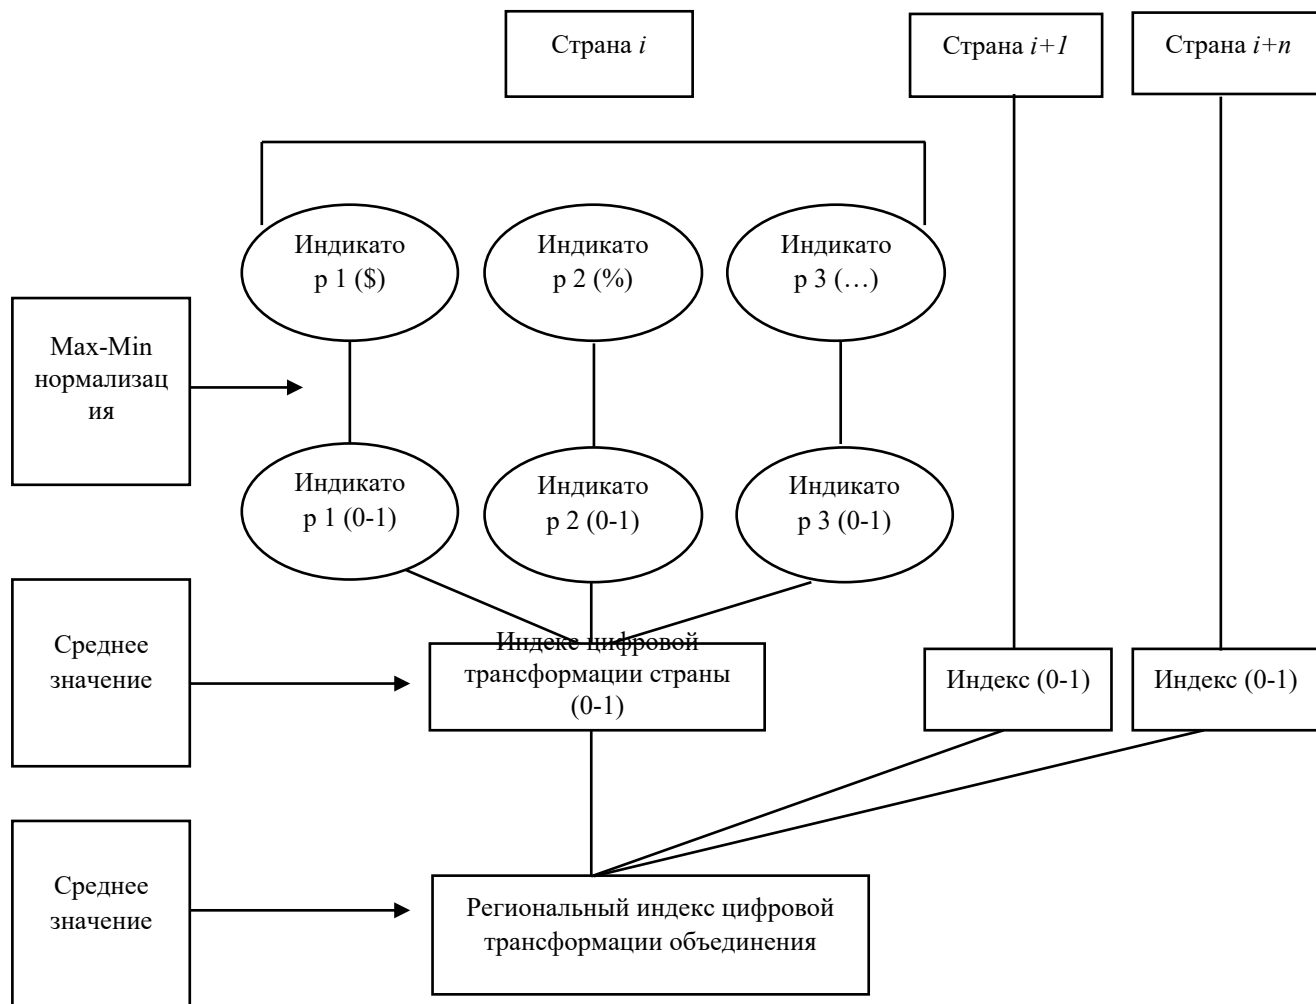 Страна i
Страна i+1
Страна i+n
Индикато
р 1 ($)
Индикато
р 2 (%)
Индикато
р 3 (…)
Max-Min
нормализац
ия
Индикато
р 1 (0-1)
Индикато
р 2 (0-1)
Индикато
р 3 (0-1)
Среднее
значение
Индекс цифровой
трансформации страны
(0-1)
Индекс (0-1)
Индекс (0-1)
Среднее
значение
Региональный индекс цифровой
трансформации объединения